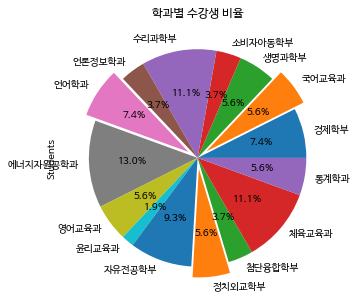 학과별 수강생 비율
수리과학부
소비자아동학부
생명과학부
언론정보학과
국어교육과
언어학과
경제학부
11.1%
3.7%
5.6%
3.7%
5.6%
7.4%
7.4%
Students
에너지자원공학과
13.0%
5.6%
통계학과
5.6%
11.1%
1.9%
9.3%
3.7%
5.6%
영어교육과
체육교육과
윤리교육과
자유전공학부
첨단융합학부
정치외교학부